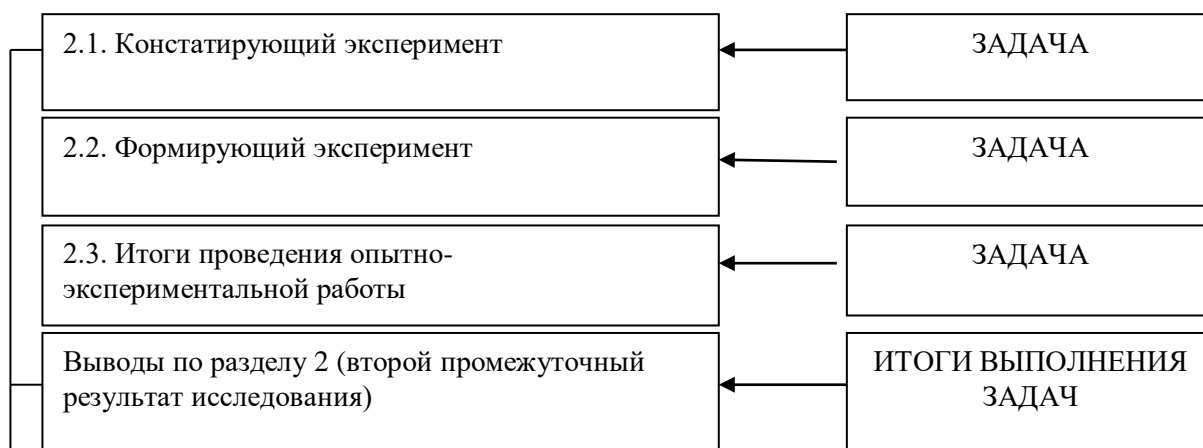 2.1. Констатирующий эксперимент
ЗАДАЧА
2.2. Формирующий эксперимент
ЗАДАЧА
2.3. Итоги проведения опытно-
экспериментальной работы
ЗАДАЧА
Выводы по разделу 2 (второй промежуточный
результат исследования)
ИТОГИ ВЫПОЛНЕНИЯ
ЗАДАЧ